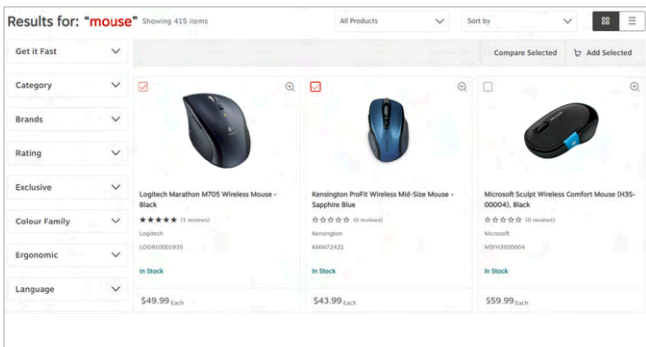 Results for: "mouse" Showing 415 items
All Products
Sort by
Get it Fast
Compare Selected
Add Selected
Category
Brands
Rating
Exclusive
Colour Family
Ergonomic
Language
Logitech Marathon M705 Wireless Mouse -
Black
Logitech
LOG910001935
In Stock
$49.99 Each
Kensington ProFit Wireless Mid-Size Mouse -
Sapphire Blue
(0 reviews)
Kensington
KMW72421
In Stock
$43.99 Each
Microsoft Sculpt Wireless Comfort Mouse (H3S-
00004), Black
(0 reviews)
Microsoft
MSFH3S00004
In Stock
$59.99 Each